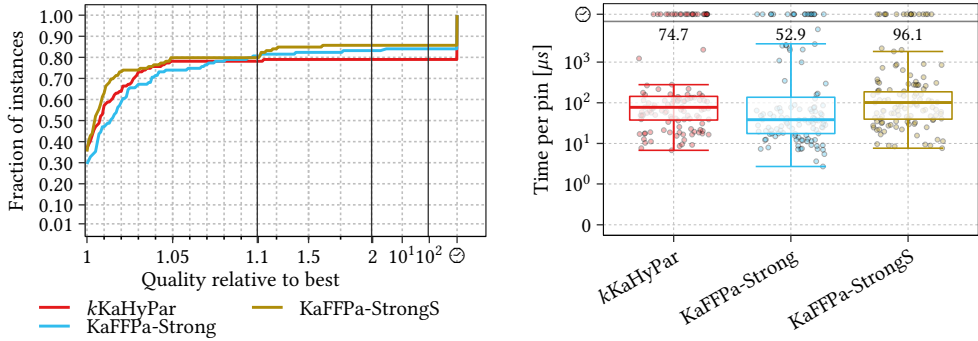 Fraction of instances
1.00
0.90
0.80
0.70
0.60
0.50
0.40
0.30
0.20
0.10
0.01
1 1.05 1.1 1.5 2 10¹ 10²
Quality relative to best
kKaHyPar
KaFFPa-Strong
KaFFPa-StrongS
Time per pin [μs]
74.7 52.9 96.1
10³
10²
10¹
10⁰
0
kKaHyPar
KaFFPa-Strong
KaFFPa-StrongS